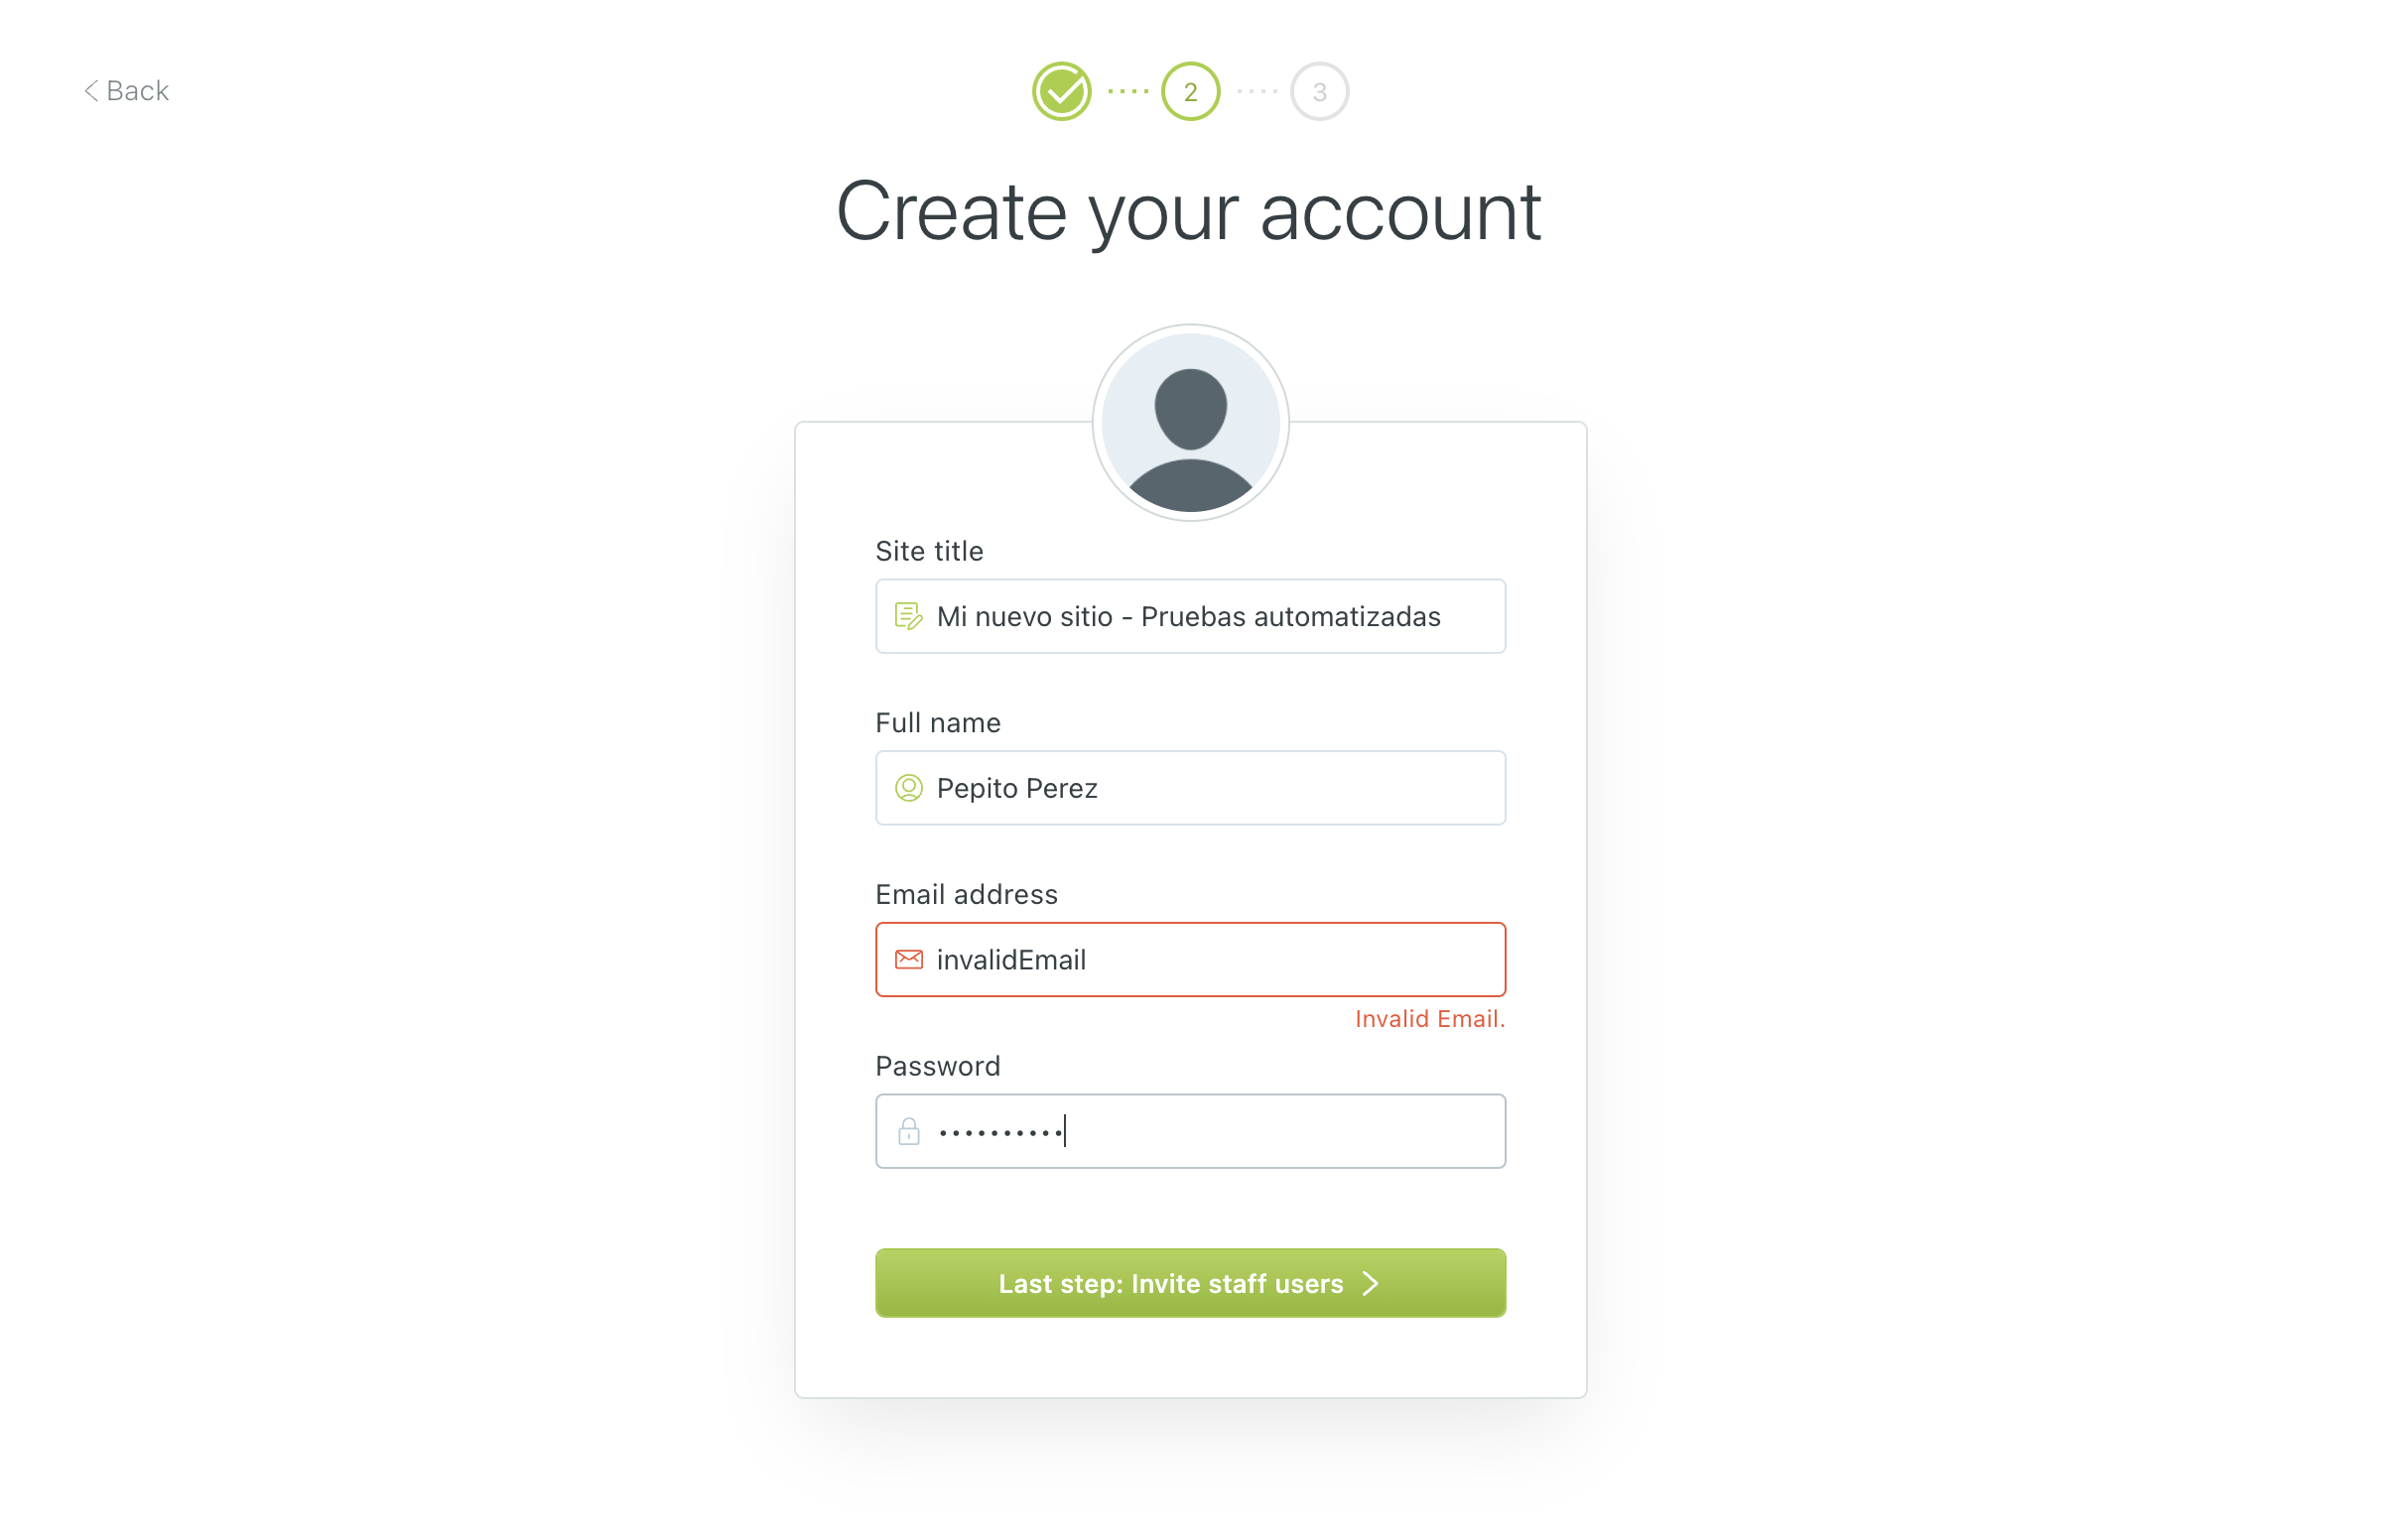 Back
2
3
Create your account
Site title
Mi nuevo sitio - Pruebas automatizadas
Full name
Pepito Perez
Email address
invalidEmail
Invalid Email.
Password
••••••••••
Last step: Invite staff users